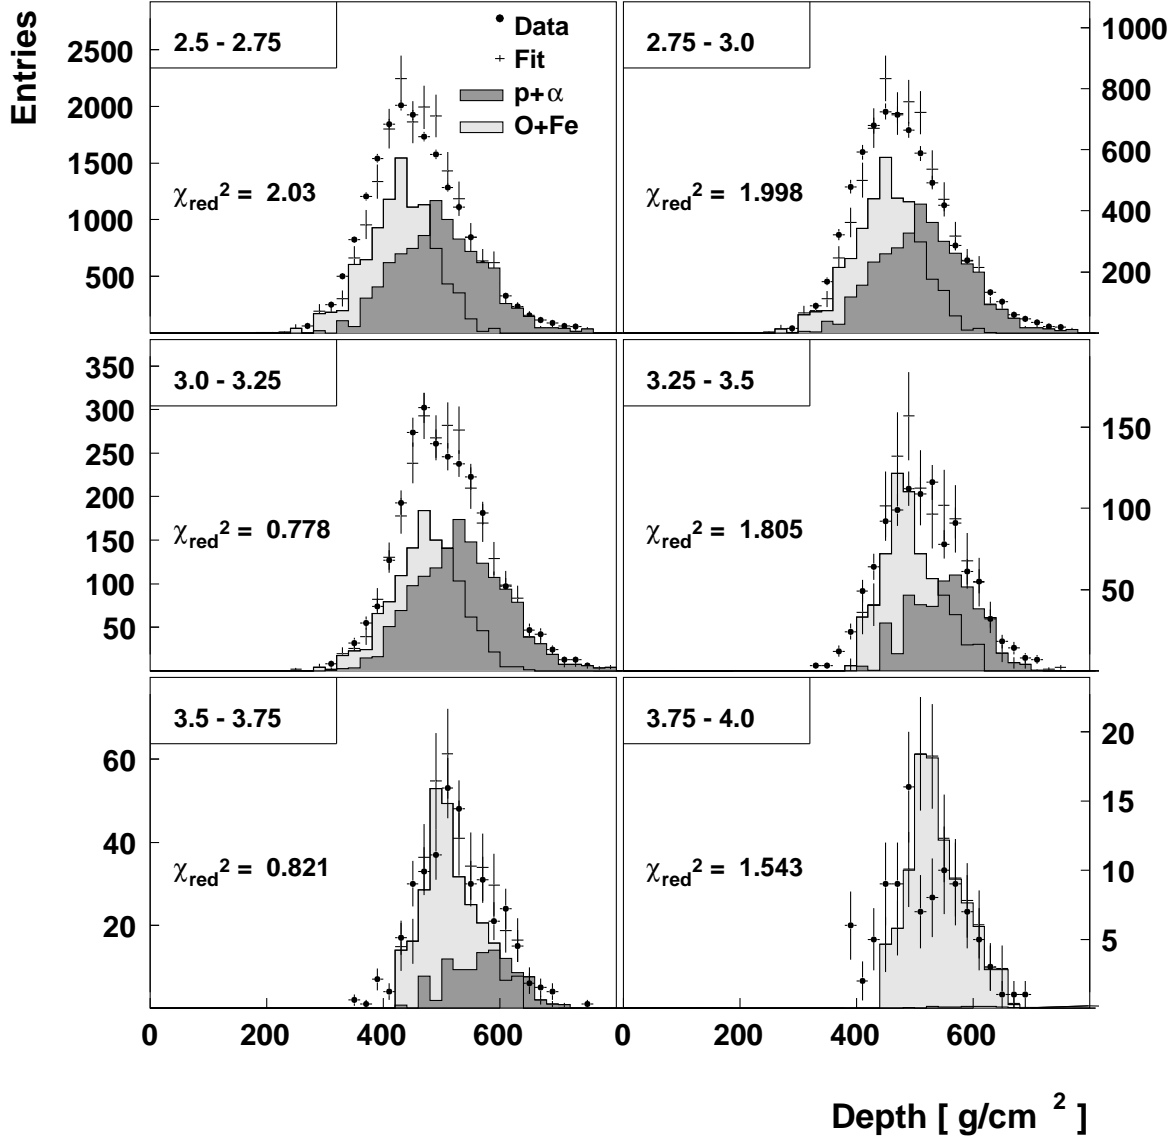 Entries
2.5 - 2.75
Data
Fit
p+α
O+Fe
χred2 = 2.03
2500
2000
1500
1000
500
2.75 - 3.0
χred2 = 1.998
1000
800
600
400
200
3.0 - 3.25
χred2 = 0.778
350
300
250
200
150
100
50
3.25 - 3.5
χred2 = 1.805
150
100
50
3.5 - 3.75
χred2 = 0.821
60
40
20
3.75 - 4.0
χred2 = 1.543
20
15
10
5
0 200 400 600 0 200 400 600
Depth [ g/cm 2 ]